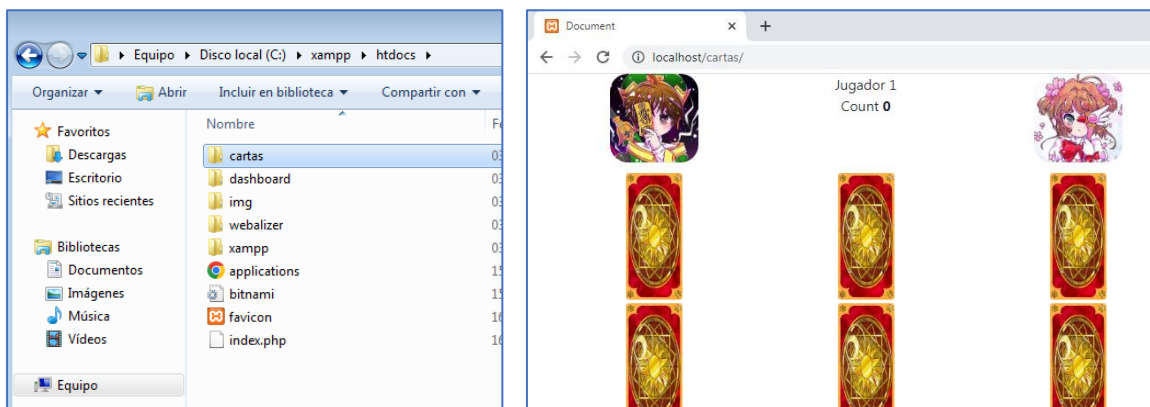 Equipo ▸ Disco local (C:) ▸ xampp ▸ htdocs ▸
Organizar Abrir Incluir en biblioteca Compartir con
Favoritos
Descargas
Escritorio
Sitios recientes
Bibliotecas
Documentos
Imágenes
Música
Vídeos
Equipo
Nombre
cartas
dashboard
img
webalizer
xampp
applications
bitnami
favicon
index.php
Document
localhost/cartas/
Jugador 1
Count 0